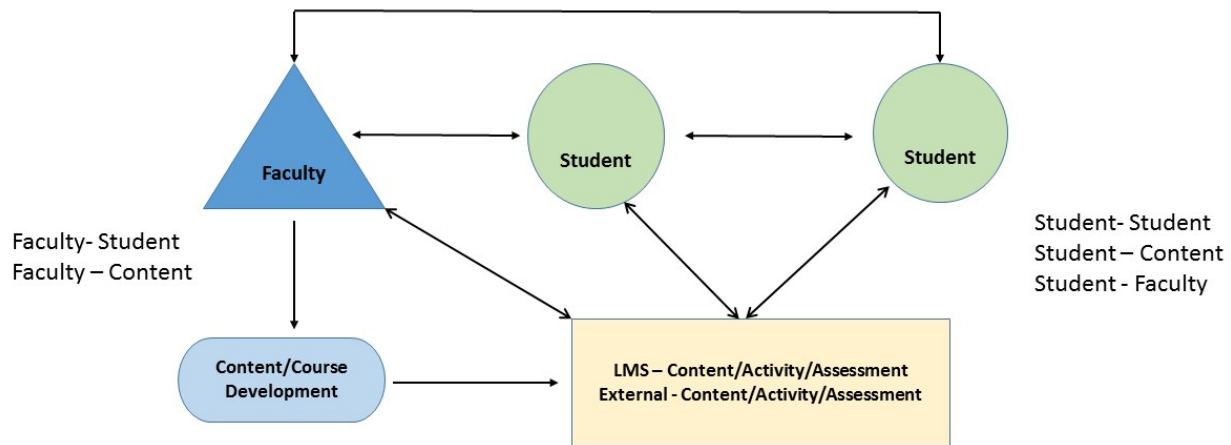 Faculty
Student
Student
Faculty- Student
Faculty – Content
Student- Student
Student – Content
Student - Faculty
Content/Course
Development
LMS – Content/Activity/Assessment
External - Content/Activity/Assessment